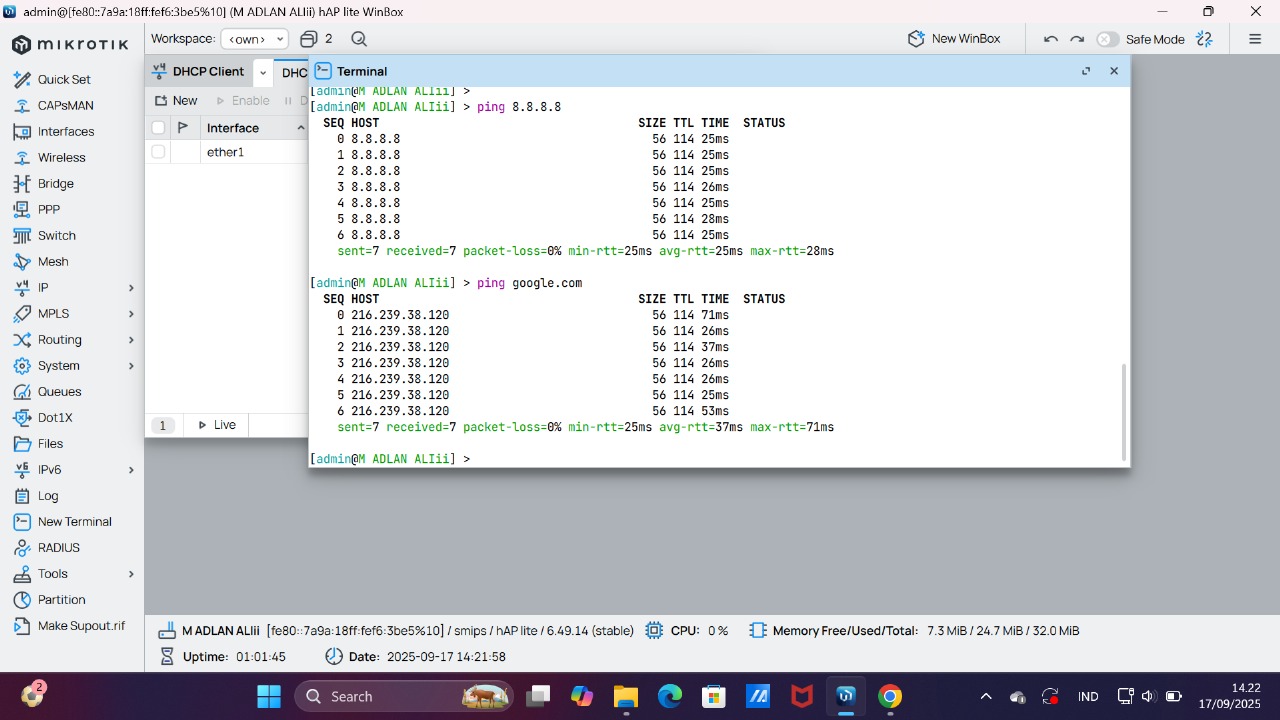 admin@[fe80::7a9a:18ff:fef6:3be5%10] (M ADLAN ALIii) hAP lite WinBox
mikrotik
Workspace: <own> 2
New WinBox
Safe Mode
Quick Set
CAPsMAN
Interfaces
Wireless
Bridge
PPP
Switch
Mesh
IP
MPLS
Routing
System
Queues
Dot1X
Files
IPv6
Log
New Terminal
RADIUS
Tools
Partition
Make Supout.rif
DHCP Client
DHC
New Enable D
Interface
ether1
1 Live
Terminal
[admin@M ADLAN ALIii] >
[admin@M ADLAN ALIii] > ping 8.8.8.8
SEQ HOST SIZE TTL TIME STATUS
0 8.8.8.8 56 114 25ms
1 8.8.8.8 56 114 25ms
2 8.8.8.8 56 114 25ms
3 8.8.8.8 56 114 26ms
4 8.8.8.8 56 114 25ms
5 8.8.8.8 56 114 28ms
6 8.8.8.8 56 114 25ms
sent=7 received=7 packet-loss=0% min-rtt=25ms avg-rtt=25ms max-rtt=28ms
[admin@M ADLAN ALIii] > ping google.com
SEQ HOST SIZE TTL TIME STATUS
0 216.239.38.120 56 114 71ms
1 216.239.38.120 56 114 26ms
2 216.239.38.120 56 114 37ms
3 216.239.38.120 56 114 26ms
4 216.239.38.120 56 114 26ms
5 216.239.38.120 56 114 25ms
6 216.239.38.120 56 114 53ms
sent=7 received=7 packet-loss=0% min-rtt=25ms avg-rtt=37ms max-rtt=71ms
[admin@M ADLAN ALIii] >
M ADLAN ALIii [fe80::7a9a:18ff:fef6:3be5%10] / smips / hAP lite / 6.49.14 (stable) CPU: 0 % Memory Free/Used/Total: 7.3 MiB / 24.7 MiB / 32.0 MiB
Uptime: 01:01:45 Date: 2025-09-17 14:21:58
2
Search
IND
14.22
17/09/2025